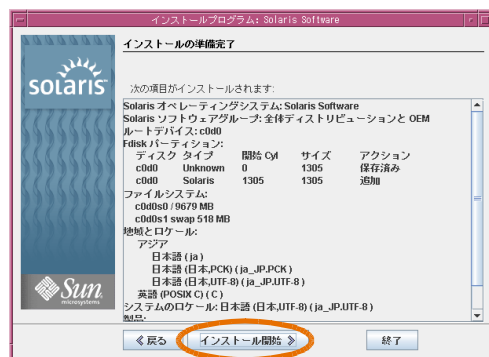 インストールプログラム: Solaris Software
solaris
インストールの準備完了
次の項目がインストールされます:
Solaris オペレーティングシステム: Solaris Software
Solaris ソフトウェアグループ: 全体ディストリビューションと OEM
ルートデバイス: c0d0
Fdisk パーティション:
ディスク タイプ 開始 Cyl サイズ アクション
c0d0 Unknown 0 1305 保存済み
c0d0 Solaris 1305 1305 追加
ファイルシステム:
c0d0s0 / 9679 MB
c0d0s1 swap 518 MB
地域とロケール:
アジア
日本語 ( ja )
日本語 (日本,PCK) ( ja_JP.PCK )
日本語 (日本,UTF-8) ( ja_JP.UTF-8 )
英語 (POSIX C) ( C )
システムのロケール: 日本語 (日本,UTF-8) ( ja_JP.UTF-8 )
製品:
Sun
microsystems
戻る
インストール開始
終了